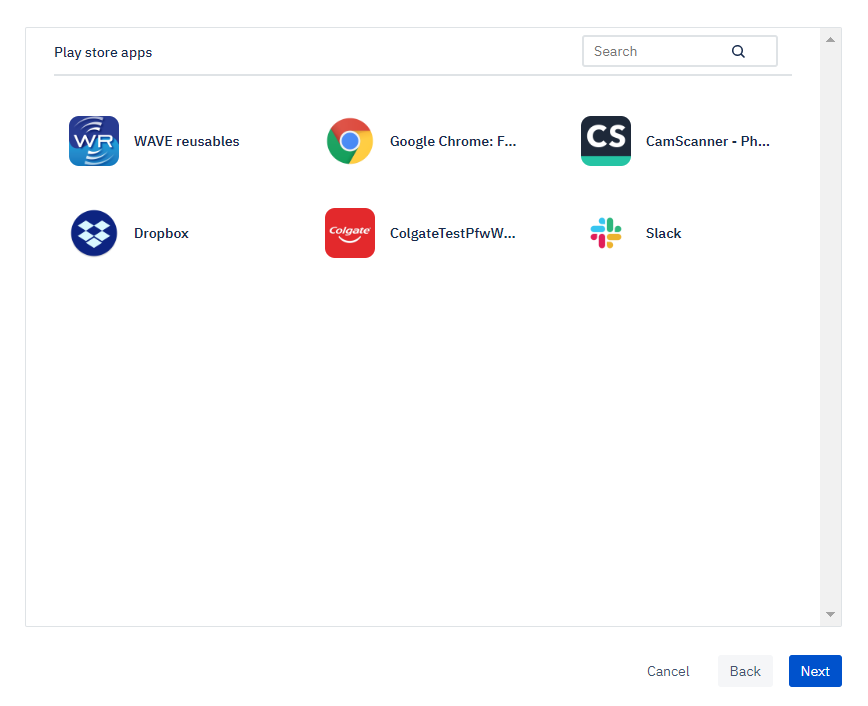 Play store apps
Search
WR
WAVE reusables
Google Chrome: F...
CS
CamScanner - Ph...
Dropbox
Colgate
ColgateTestPfwW...
Slack
Cancel
Back
Next